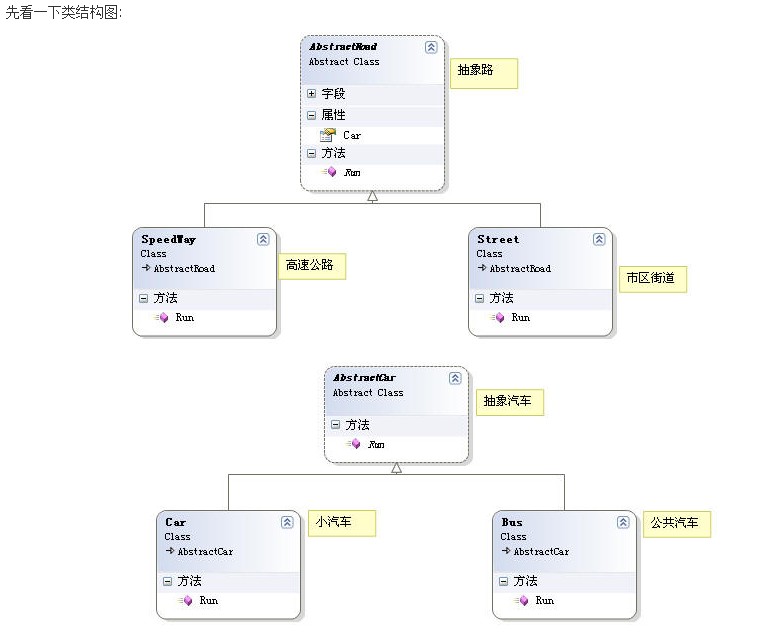 先看一下类结构图:
AbstractRoad
Abstract Class
抽象路
字段
属性
Car
方法
Run
SpeedWay
Class
AbstractRoad
高速公路
方法
Run
Street
Class
AbstractRoad
市区街道
方法
Run
AbstractCar
Abstract Class
抽象汽车
方法
Run
Car
Class
AbstractCar
小汽车
方法
Run
Bus
Class
AbstractCar
公共汽车
方法
Run